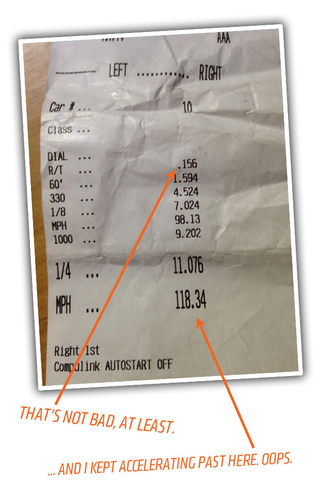 AAA
LEFT ............ RIGHT
Car # ... 10
Class ...
DIAL ...
R/T ... .156
60' ... 1.594
330 ... 4.524
1/8 ... 7.024
MPH ... 98.13
1000 ... 9.202
1/4 ... 11.076
MPH ... 118.34
Right 1st
Compulink AUTOSTART OFF
THAT'S NOT BAD, AT LEAST.
... AND I KEPT ACCELERATING PAST HERE. OOPS.